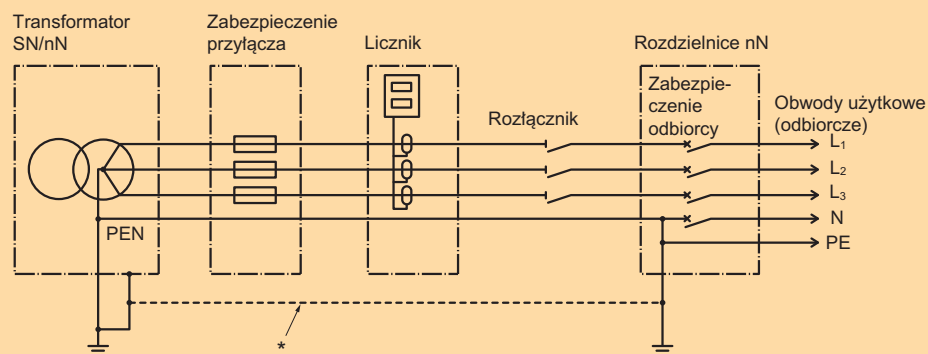 Transformator
SN/nN
Zabezpieczenie
przyłącza
Licznik
Rozdzielnice nN
Zabezpie-
czenie
odbiorcy
Rozłącznik
Obwody użytkowe
(odbiorcze)
L₁
L₂
L₃
N
PE
PEN
*